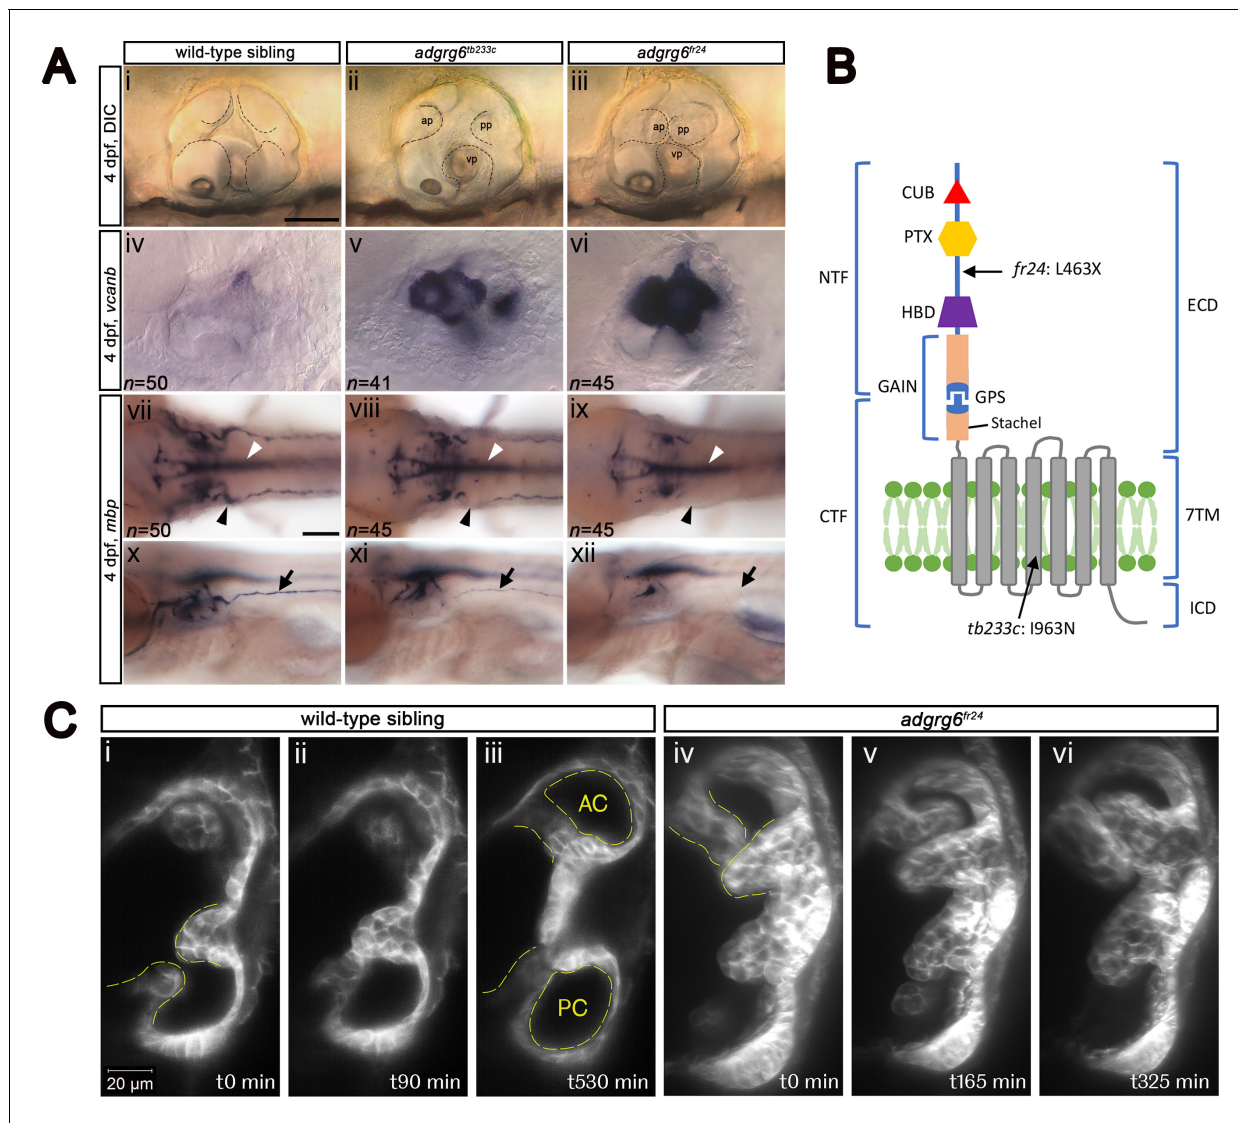 A
wild-type sibling
adgrg6tb233c
adgrg6fr24
4 dpf, DIC
i
ii
ap
pp
vp
iii
ap
pp
vp
4 dpf, vcanb
iv
n=50
v
n=41
vi
n=45
4 dpf, mbp
vii
n=50
viii
n=45
ix
n=45
x
xi
xii
B
CUB
PTX
fr24: L463X
NTF
ECD
HBD
GAIN
GPS
Stachel
CTF
7TM
ICD
tb233c: I963N
C
wild-type sibling
adgrg6fr24
i
20 µm
t0 min
ii
t90 min
iii
AC
PC
t530 min
iv
t0 min
v
t165 min
vi
t325 min